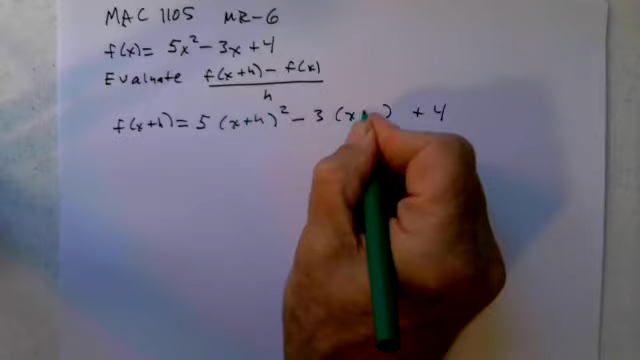 MAC 1105 MR-6
f(x) = 5x² - 3x + 4
Evaluate f(x+h) - f(x)
h
f(x+h) = 5 (x+h)² - 3 (x ) + 4